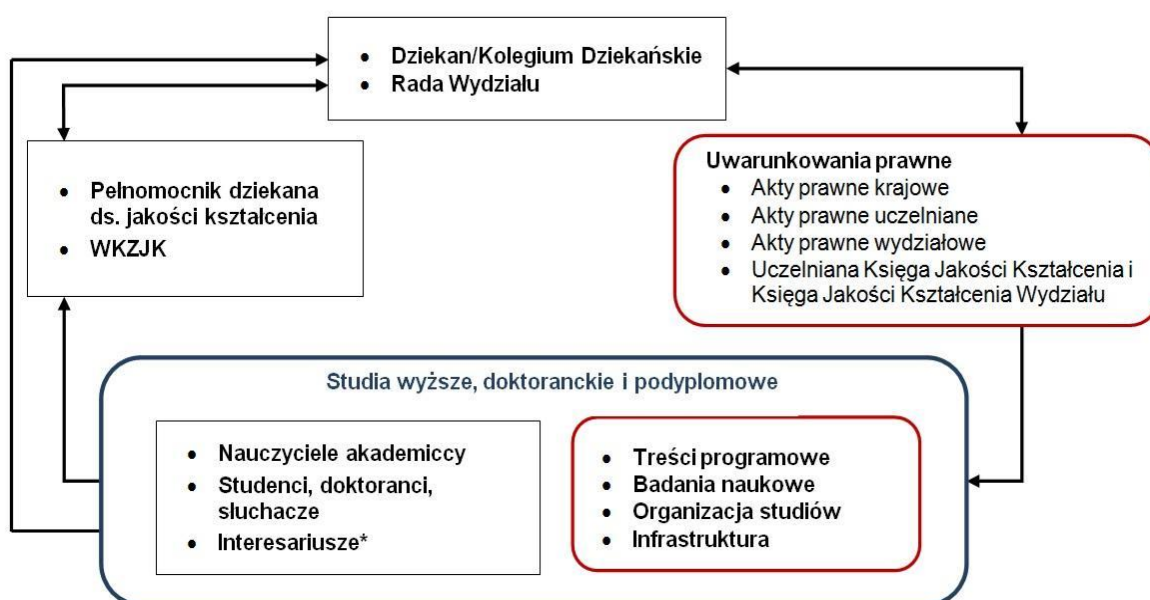 • Dziekan/Kolegium Dziekańskie
• Rada Wydziału
• Pełnomocnik dziekana
ds. jakości kształcenia
• WKZJK
Uwarunkowania prawne
• Akty prawne krajowe
• Akty prawne uczelniane
• Akty prawne wydziałowe
• Uczelniana Księga Jakości Kształcenia i
Księga Jakości Kształcenia Wydziału
Studia wyższe, doktoranckie i podyplomowe
• Nauczyciele akademiccy
• Studenci, doktoranci,
słuchacze
• Interesariusze*
• Treści programowe
• Badania naukowe
• Organizacja studiów
• Infrastruktura